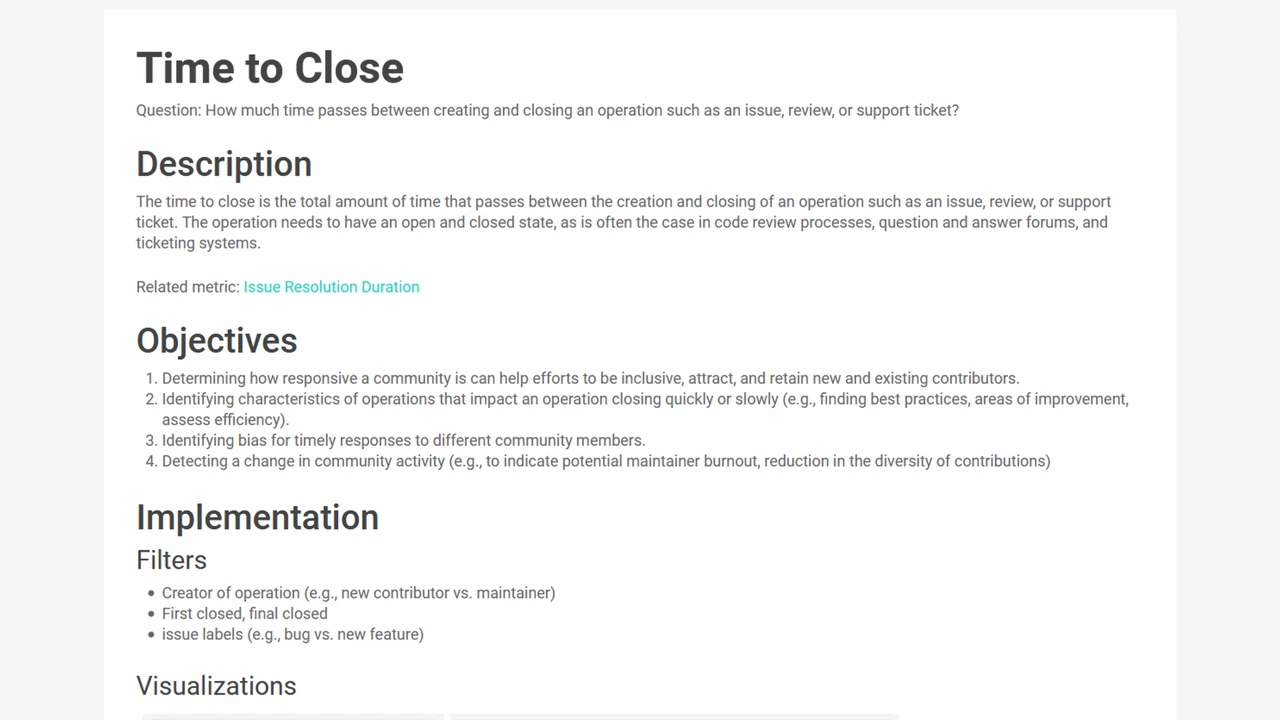 Time to Close
Question: How much time passes between creating and closing an operation such as an issue, review, or support ticket?
Description
The time to close is the total amount of time that passes between the creation and closing of an operation such as an issue, review, or support
ticket. The operation needs to have an open and closed state, as is often the case in code review processes, question and answer forums, and
ticketing systems.
Related metric: Issue Resolution Duration
Objectives
1. Determining how responsive a community is can help efforts to be inclusive, attract, and retain new and existing contributors.
2. Identifying characteristics of operations that impact an operation closing quickly or slowly (e.g., finding best practices, areas of improvement,
assess efficiency).
3. Identifying bias for timely responses to different community members.
4. Detecting a change in community activity (e.g., to indicate potential maintainer burnout, reduction in the diversity of contributions)
Implementation
Filters
• Creator of operation (e.g., new contributor vs. maintainer)
• First closed, final closed
• issue labels (e.g., bug vs. new feature)
Visualizations